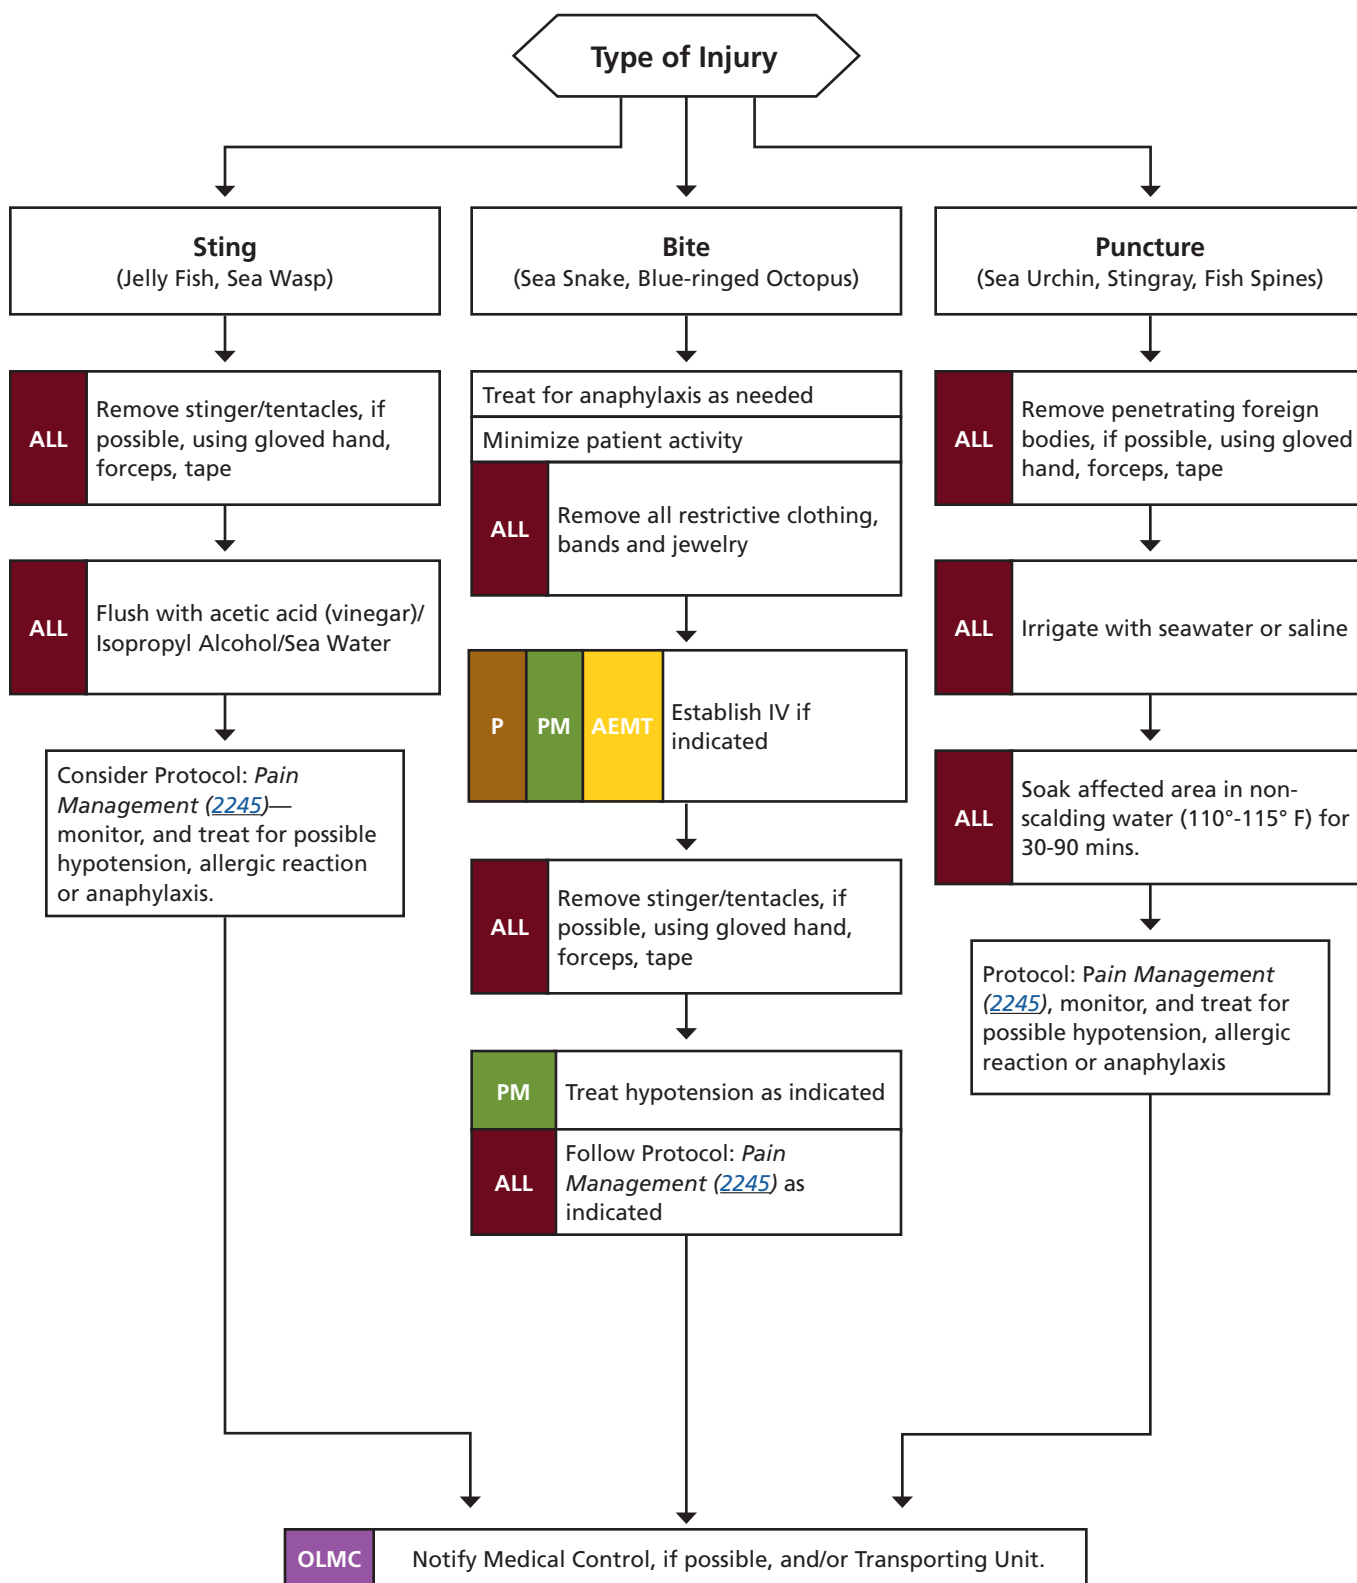 Type of Injury
Sting
(Jelly Fish, Sea Wasp)
ALL
Remove stinger/tentacles, if
possible, using gloved hand,
forceps, tape
ALL
Flush with acetic acid (vinegar)/
Isopropyl Alcohol/Sea Water
Consider Protocol: Pain
Management (2245)—
monitor, and treat for possible
hypotension, allergic reaction
or anaphylaxis.
Bite
(Sea Snake, Blue-ringed Octopus)
Treat for anaphylaxis as needed
Minimize patient activity
ALL
Remove all restrictive clothing,
bands and jewelry
P
PM
AEMT
Establish IV if
indicated
ALL
Remove stinger/tentacles, if
possible, using gloved hand,
forceps, tape
PM
Treat hypotension as indicated
ALL
Follow Protocol: Pain
Management (2245) as
indicated
Puncture
(Sea Urchin, Stingray, Fish Spines)
ALL
Remove penetrating foreign
bodies, if possible, using gloved
hand, forceps, tape
ALL
Irrigate with seawater or saline
ALL
Soak affected area in non-
scalding water (110°-115° F) for
30-90 mins.
Protocol: Pain Management
(2245), monitor, and treat for
possible hypotension, allergic
reaction or anaphylaxis
OLMC
Notify Medical Control, if possible, and/or Transporting Unit.